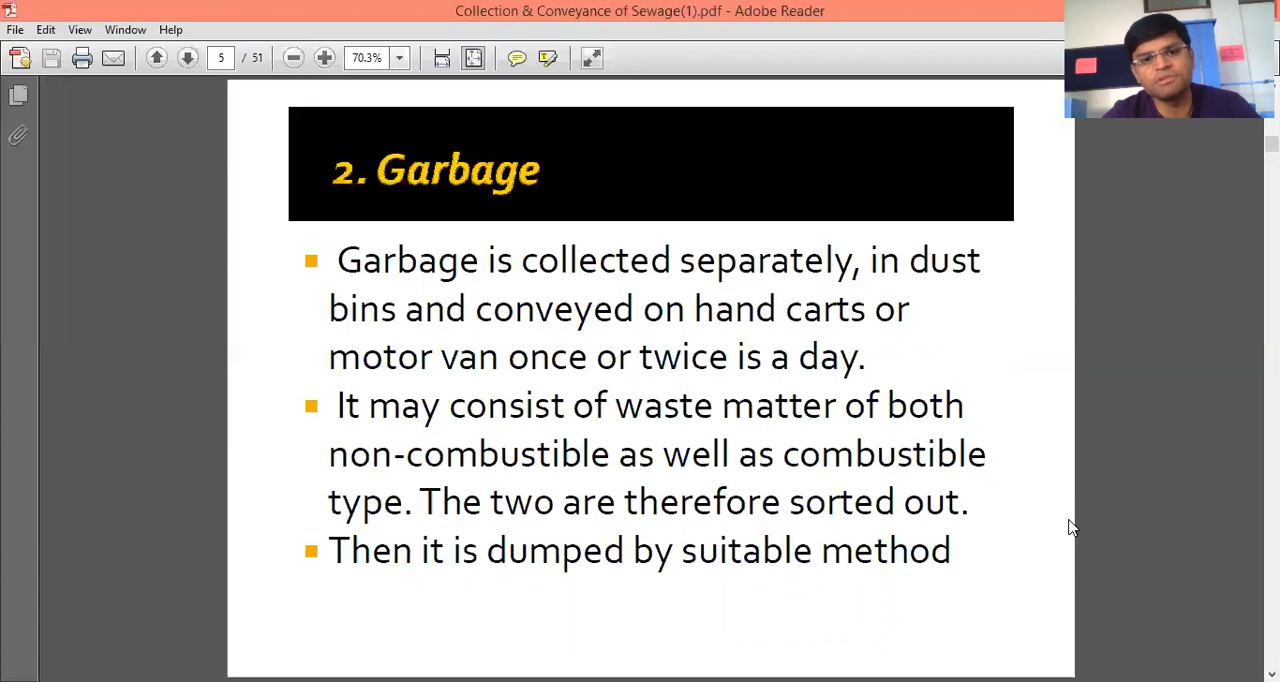 Collection & Conveyance of Sewage(1).pdf - Adobe Reader
File Edit View Window Help
5 / 51 70.3%
2. Garbage
Garbage is collected separately, in dust
bins and conveyed on hand carts or
motor van once or twice is a day.
It may consist of waste matter of both
non-combustible as well as combustible
type. The two are therefore sorted out.
Then it is dumped by suitable method